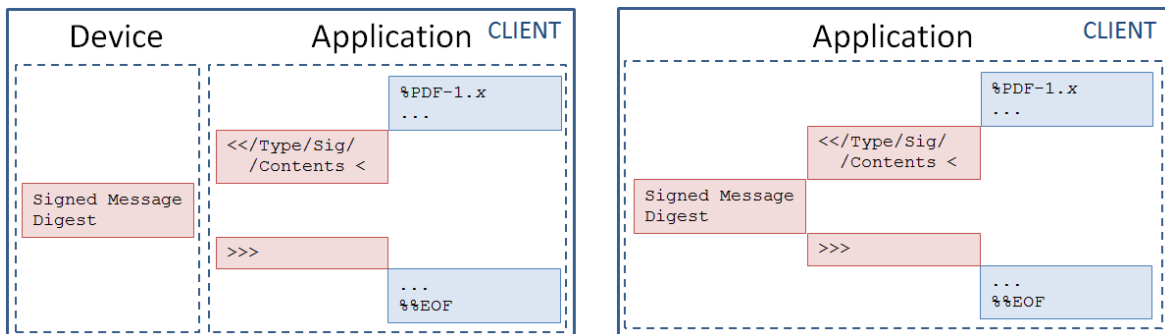 Device
Application
CLIENT
%PDF-1.x
...
<</Type/Sig/
/Contents <
Signed Message
Digest
>>>
...
%%EOF
Application
CLIENT
%PDF-1.x
...
<</Type/Sig/
/Contents <
Signed Message
Digest
>>>
...
%%EOF